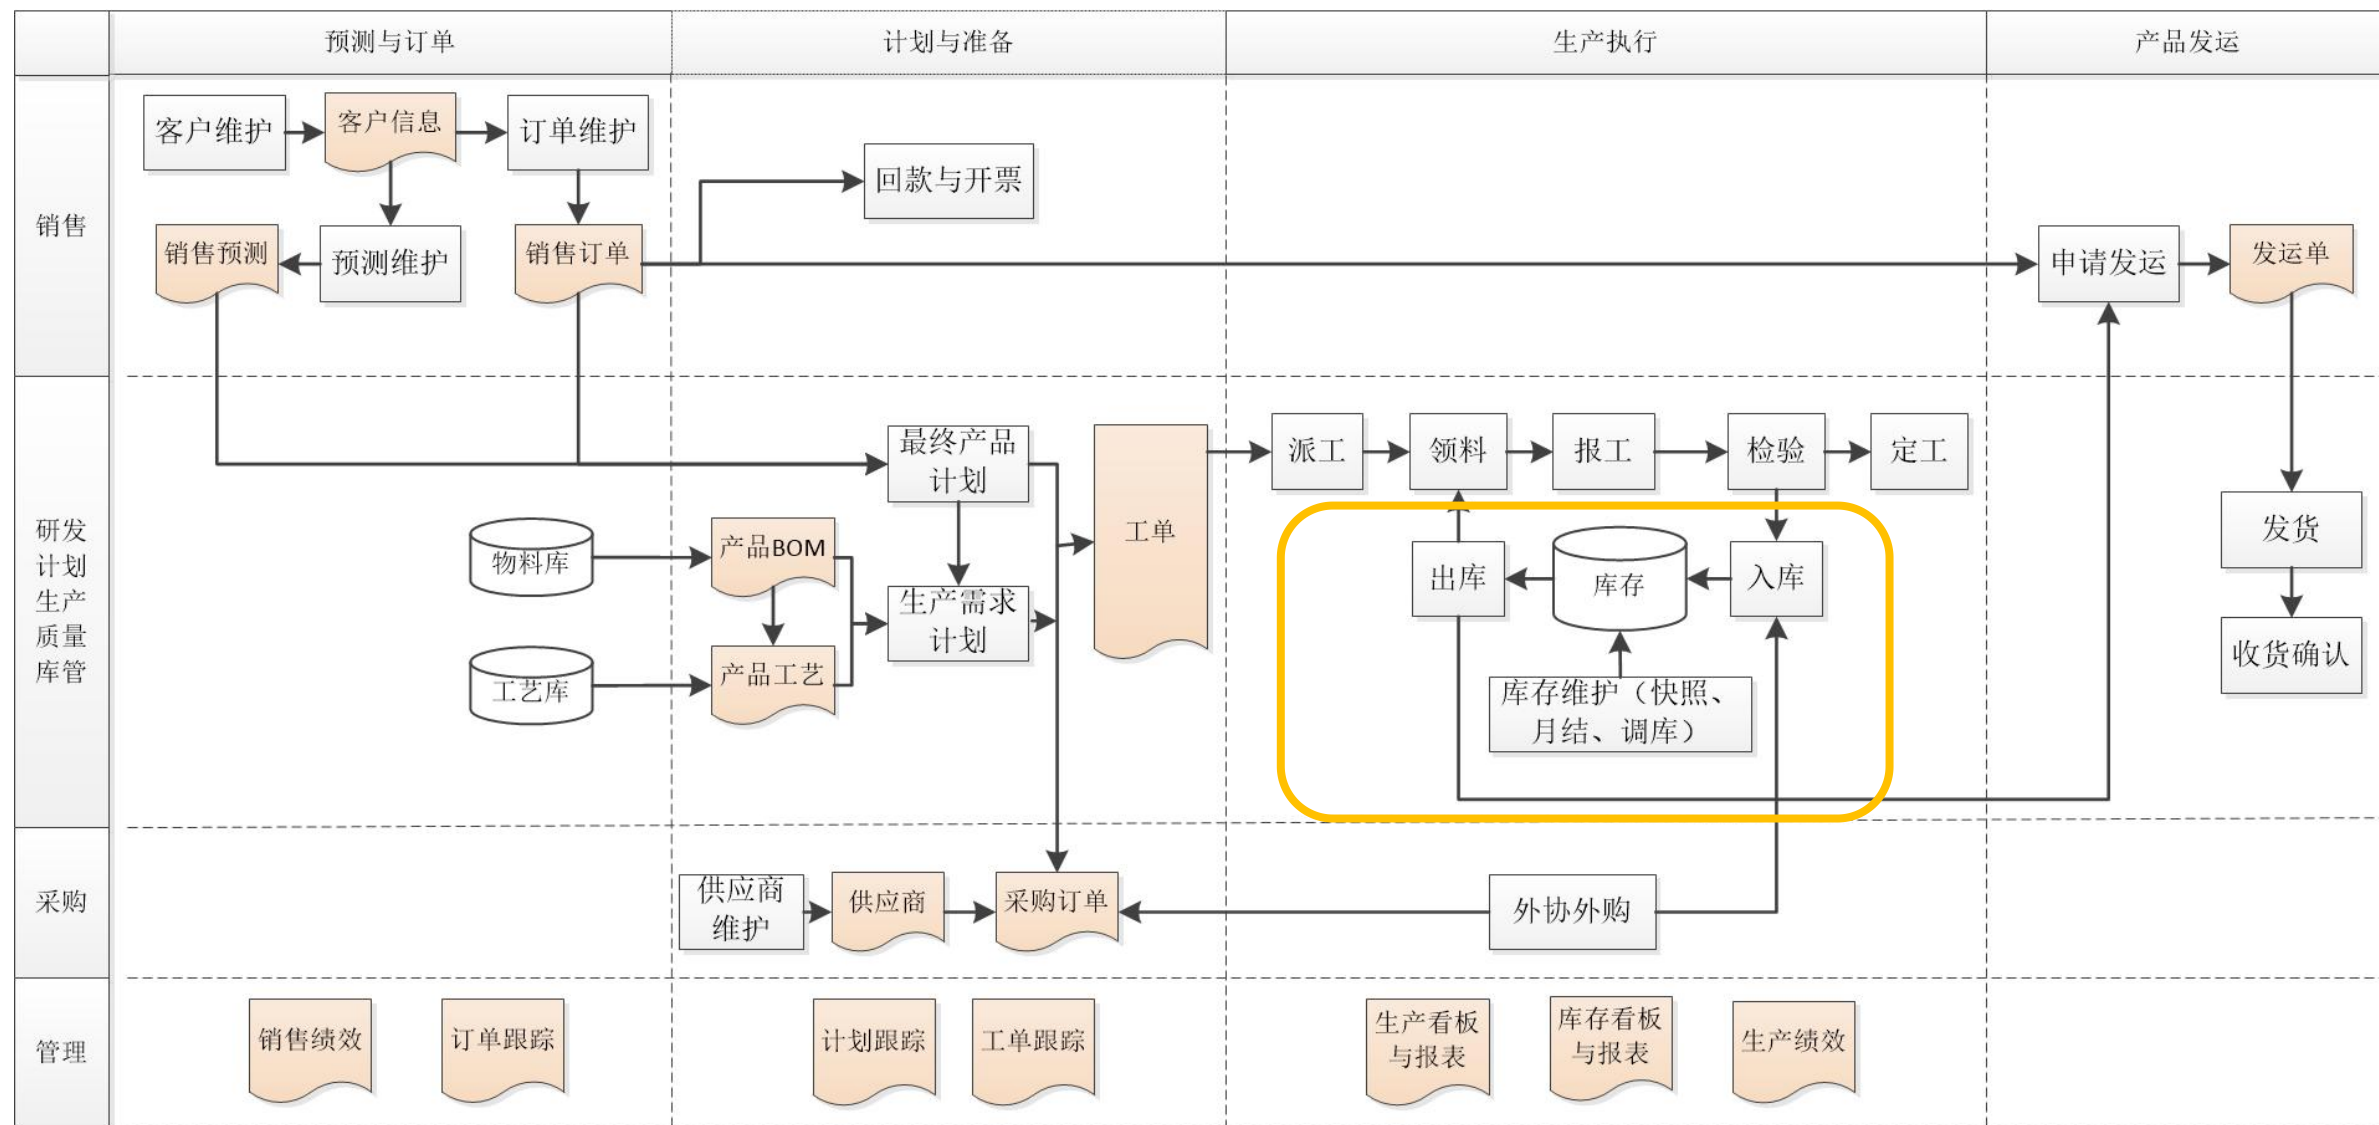 预测与订单
计划与准备
生产执行
产品发运
销售
客户维护
客户信息
订单维护
回款与开票
销售预测
预测维护
销售订单
申请发运
发运单
研发
计划
生产
质量
库管
最终产品
计划
工单
派工
领料
报工
检验
定工
物料库
产品BOM
生产需求
计划
工艺库
产品工艺
出库
库存
入库
库存维护（快照、
月结、调库）
发货
收货确认
采购
供应商
维护
供应商
采购订单
外协外购
管理
销售绩效
订单跟踪
计划跟踪
工单跟踪
生产看板
与报表
库存看板
与报表
生产绩效